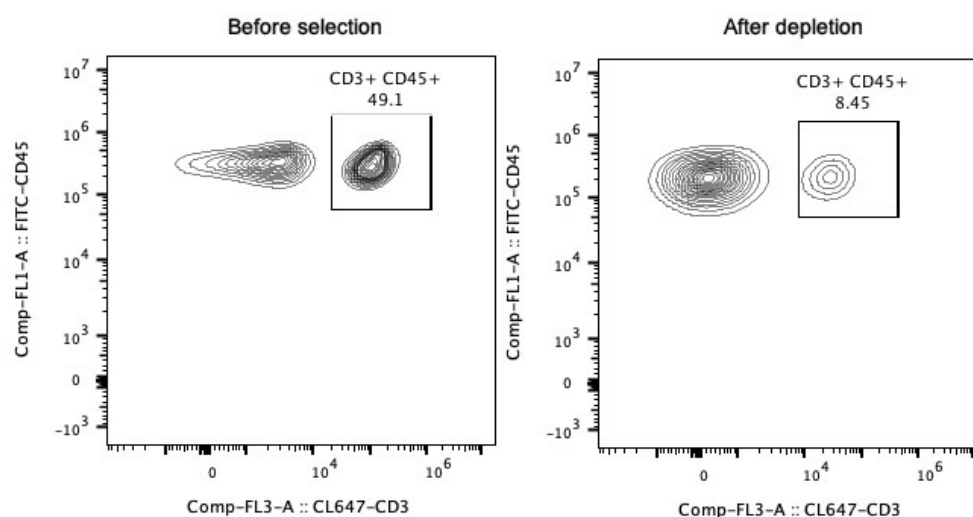 Before selection
CD3+ CD45+
49.1
10^7
10^6
10^5
10^4
10^3
0
-10^3
Comp-FL1-A :: FITC-CD45
0
10^4
10^6
Comp-FL3-A :: CL647-CD3
After depletion
CD3+ CD45+
8.45
10^7
10^6
10^5
10^4
10^3
0
-10^3
Comp-FL1-A :: FITC-CD45
0
10^4
10^6
Comp-FL3-A :: CL647-CD3